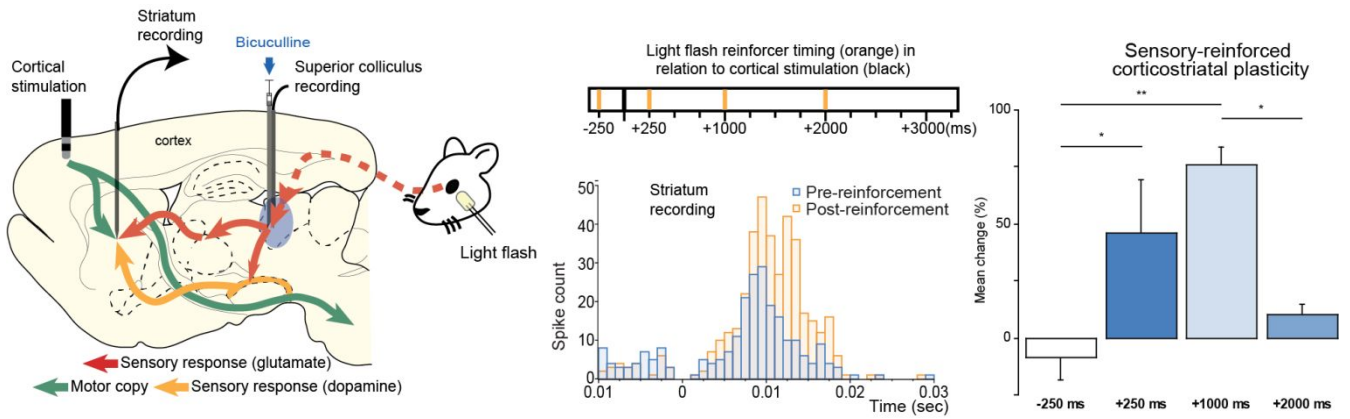 Striatum
recording
Bicuculline
Cortical
stimulation
Superior colliculus
recording
cortex
Light flash
Sensory response (glutamate)
Motor copy
Sensory response (dopamine)
Light flash reinforcer timing (orange) in
relation to cortical stimulation (black)
-250 +250 +1000 +2000 +3000(ms)
Striatum
recording
Pre-reinforcement
Post-reinforcement
Spike count
50
40
30
20
10
0
0.01 0 0.01 0.02 0.03
Time (sec)
Sensory-reinforced
corticostriatal plasticity
Mean change (%)
100
50
0
**
*
*
-250 ms +250 ms +1000 ms +2000 ms